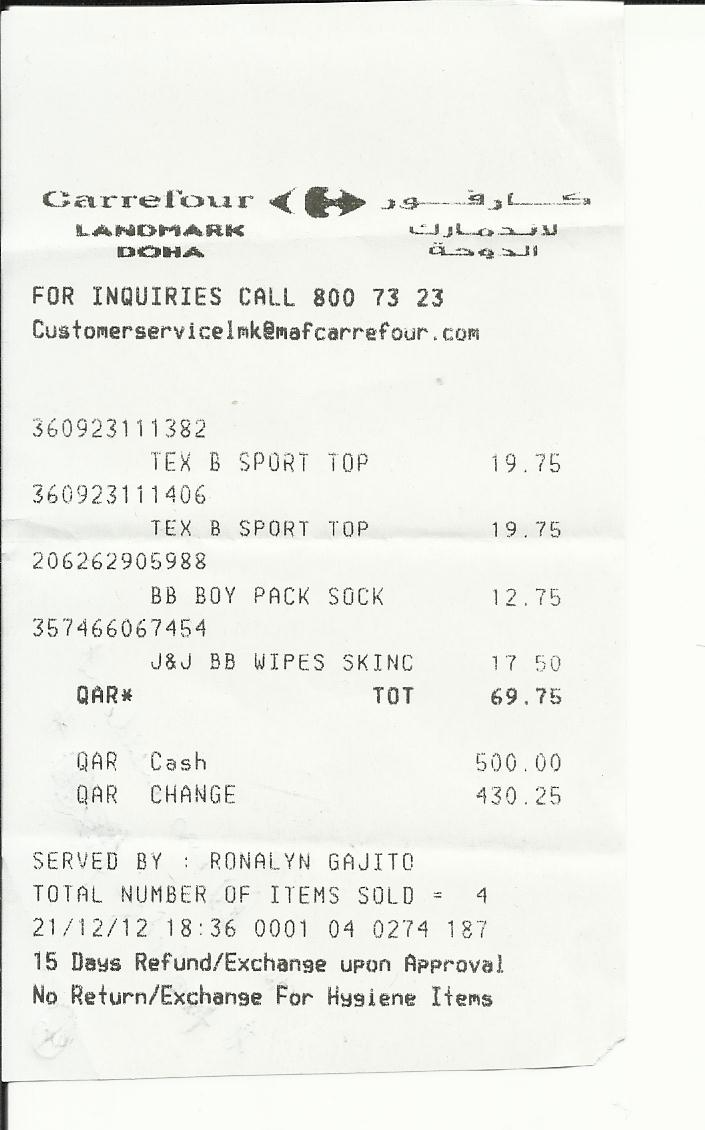 Carrefour كارفور
LANDMARK لاندمارك
DOHA الدوحة
FOR INQUIRIES CALL 800 73 23
Customerservicelmk@mafcarrefour.com
360923111382
TEX B SPORT TOP 19.75
360923111406
TEX B SPORT TOP 19.75
206262905988
BB BOY PACK SOCK 12.75
357466067454
J&J BB WIPES SKINC 17 50
QAR* TOT 69.75
QAR Cash 500.00
QAR CHANGE 430.25
SERVED BY : RONALYN GAJITO
TOTAL NUMBER OF ITEMS SOLD = 4
21/12/12 18:36 0001 04 0274 187
15 Days Refund/Exchange upon Approval
No Return/Exchange For Hygiene Items